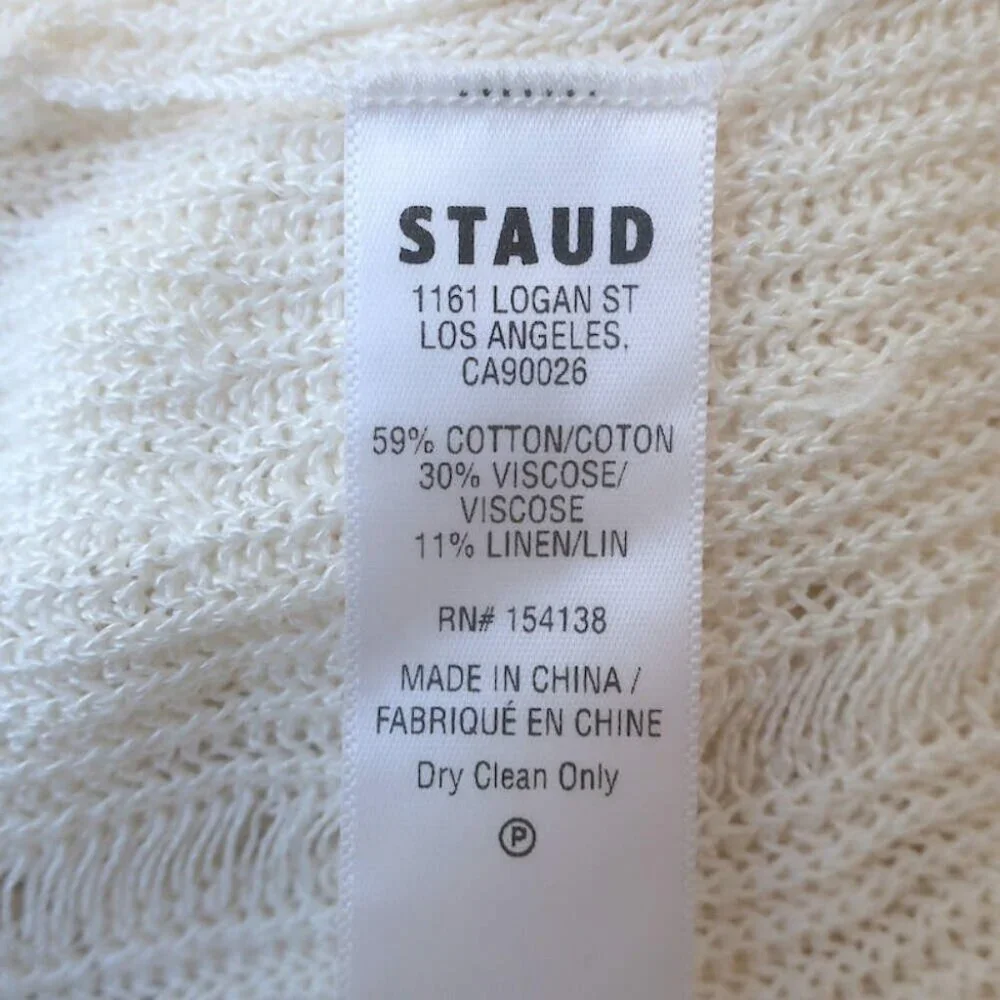 STAUD
1161 LOGAN ST
LOS ANGELES,
CA90026
59% COTTON/COTON
30% VISCOSE/
VISCOSE
11% LINEN/LIN
RN# 154138
MADE IN CHINA /
FABRIQUÉ EN CHINE
Dry Clean Only
P